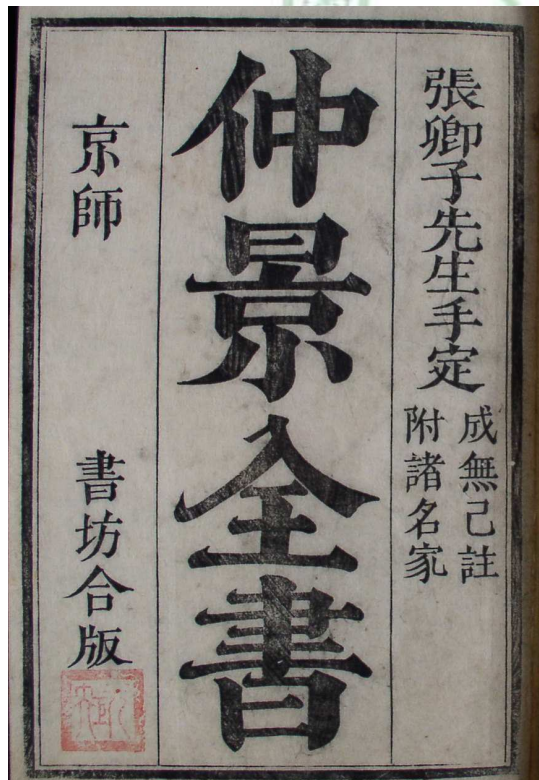 張卿子先生手定
成無己註
附諸名家
仲景全書
京師
書坊合版